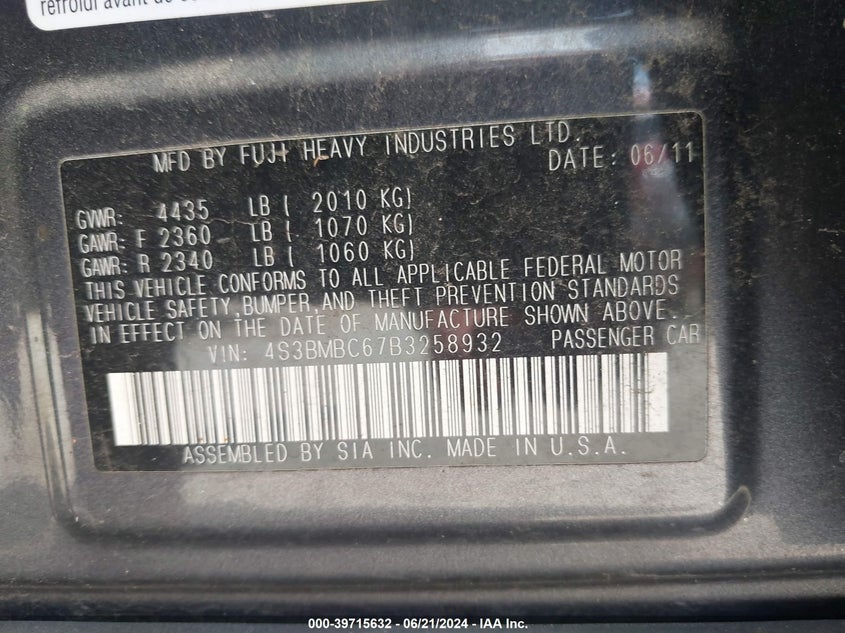 refroidi avant de
MFD BY FUJI HEAVY INDUSTRIES LTD.
DATE: 06/11
GVWR: 4435 LB ( 2010 KG)
GAWR: F 2360 LB ( 1070 KG)
GAWR: R 2340 LB ( 1060 KG)
THIS VEHICLE CONFORMS TO ALL APPLICABLE FEDERAL MOTOR
VEHICLE SAFETY,BUMPER,AND THEFT PREVENTION STANDARDS
IN EFFECT ON THE DATE OF MANUFACTURE SHOWN ABOVE.
VIN: 4S3BMBC67B3258932 PASSENGER CAR
ASSEMBLED BY SIA INC. MADE IN U.S.A.
000-39715632 - 06/21/2024 - IAA Inc.